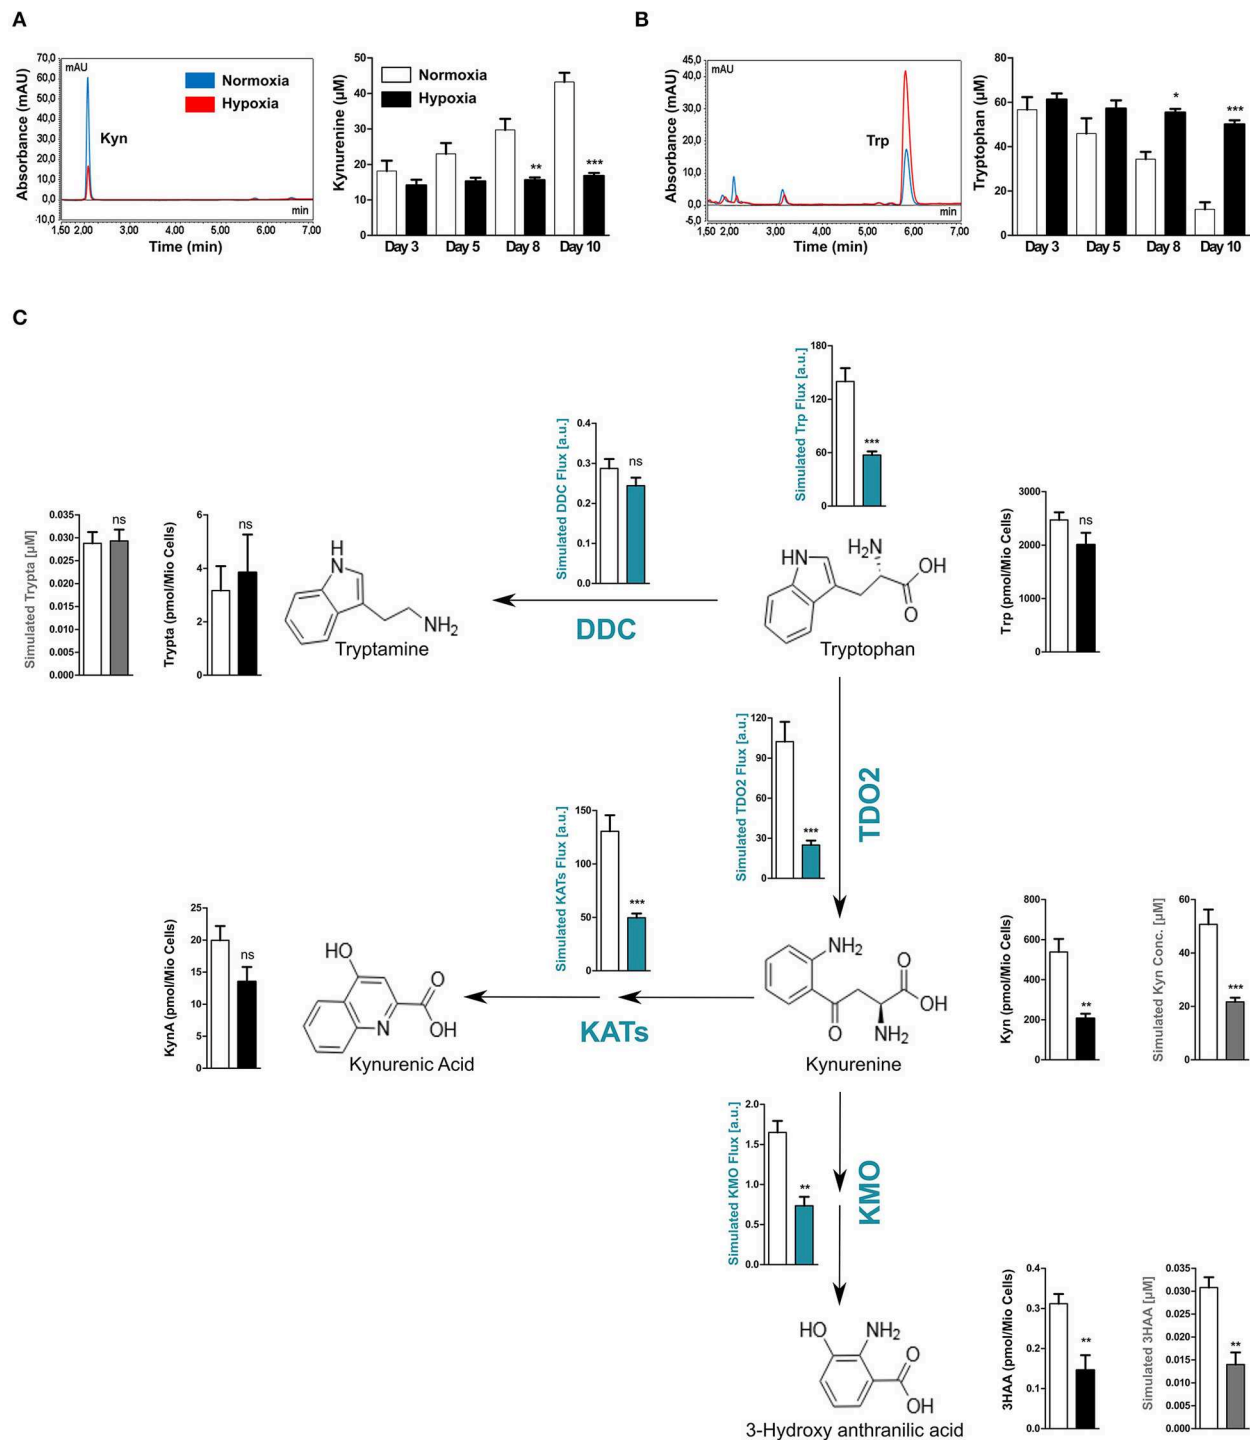 A
70,0
60,0
50,0
40,0
30,0
20,0
10,0
0,0
-10,0
mAU
Absorbance (mAU)
Kyn
Normoxia
Hypoxia
min
1,50 2,00 3,00 4,00 5,00 6,00 7,00
Time (min)
Kynurenine (µM)
50
40
30
20
10
0
Normoxia
Hypoxia
**
***
Day 3 Day 5 Day 8 Day 10
B
45,0
40,0
30,0
20,0
10,0
0,0
-5,0
mAU
Absorbance (mAU)
Trp
min
1,50 2,00 3,00 4,00 5,00 6,00 7,00
Time (min)
Tryptophan (µM)
80
60
40
20
0
*
***
Day 3 Day 5 Day 8 Day 10
C
Simulated Trp Flux [a.u.]
180
120
60
0
***
Simulated DDC Flux [a.u.]
0.4
0.3
0.2
0.1
0.0
ns
Simulated Trypta [µM]
0.035
0.030
0.025
0.020
0.015
0.010
0.005
0.000
ns
Trypta (pmol/Mio Cells)
6
4
2
0
ns
H
N
NH2
Tryptamine
DDC
HN
H2N
OH
O
Tryptophan
Trp (pmol/Mio Cells)
3000
2000
1000
0
ns
Simulated TDO2 Flux [a.u.]
120
90
60
30
0
***
TDO2
Simulated KATs Flux [a.u.]
150
100
50
0
***
KynA (pmol/Mio Cells)
25
20
15
10
5
0
ns
HO
O
N
OH
Kynurenic Acid
KATs
NH2
O
OH
O
NH2
Kynurenine
Kyn (pmol/Mio Cells)
800
600
400
200
0
**
Simulated Kyn Conc. [µM]
60
40
20
0
***
Simulated KMO Flux [a.u.]
2.0
1.5
1.0
0.5
0.0
**
KMO
HO
NH2
O
OH
3-Hydroxy anthranilic acid
3HAA (pmol/Mio Cells)
0.4
0.3
0.2
0.1
0.0
**
Simulated 3HAA [µM]
0.035
0.030
0.025
0.020
0.015
0.010
0.005
0.000
**